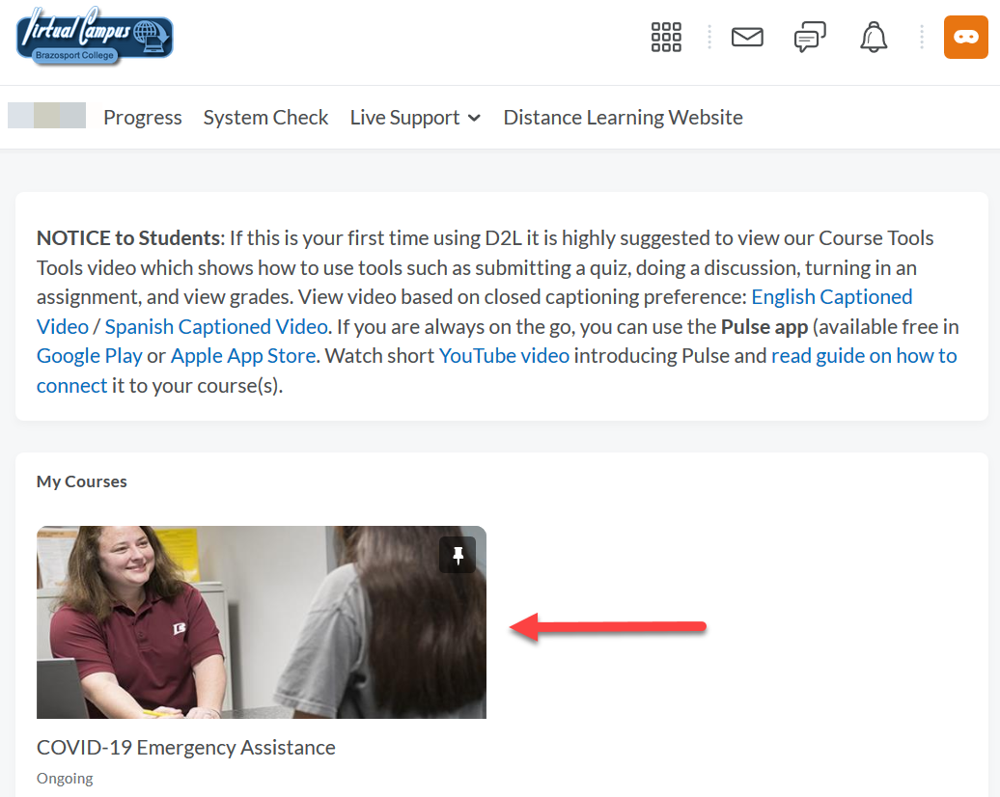 Virtual Campus
Brazosport College
Progress System Check Live Support Distance Learning Website
NOTICE to Students: If this is your first time using D2L it is highly suggested to view our Course Tools
Tools video which shows how to use tools such as submitting a quiz, doing a discussion, turning in an
assignment, and view grades. View video based on closed captioning preference: English Captioned
Video / Spanish Captioned Video. If you are always on the go, you can use the Pulse app (available free in
Google Play or Apple App Store. Watch short YouTube video introducing Pulse and read guide on how to
connect it to your course(s).
My Courses
COVID-19 Emergency Assistance
Ongoing